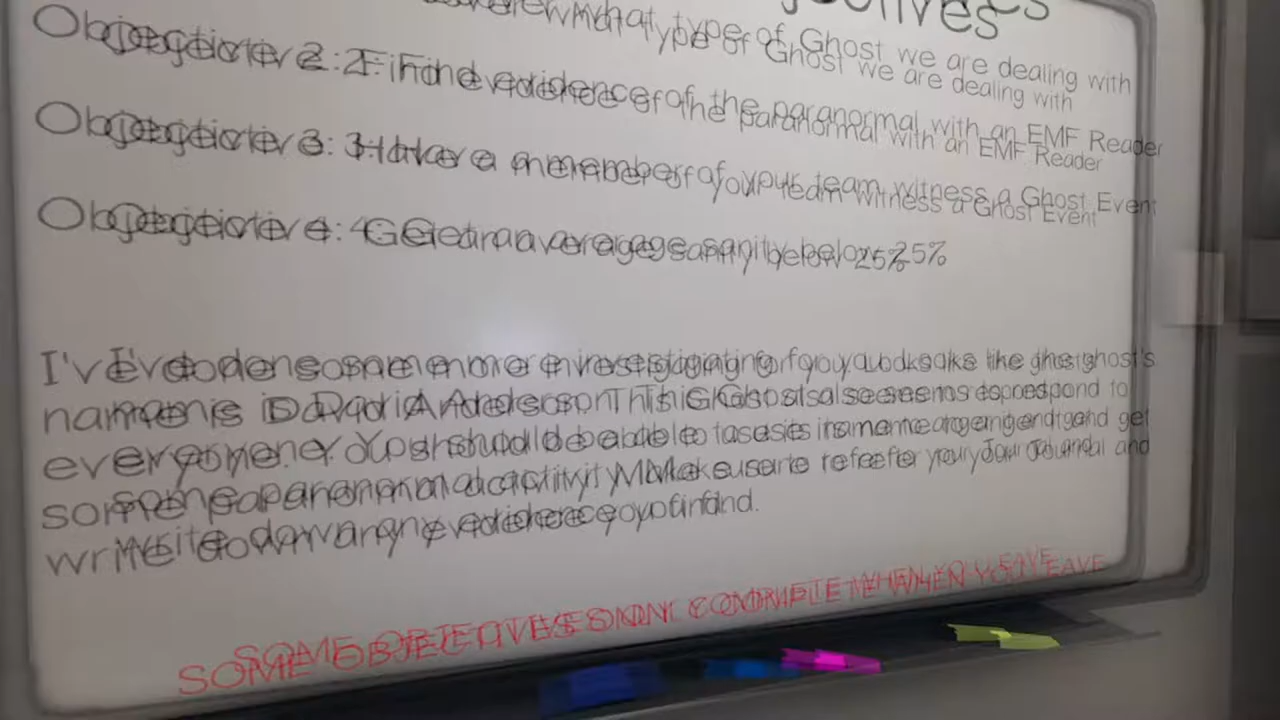 Objectives
what type of Ghost we are dealing with
Objective 2: Find evidence of the paranormal with an EMF Reader
Objective 3: Have a member of your team witness a Ghost Event
Objective 4: Get an average sanity below 25%
I've done some more investigating for you, looks like the ghost's
name is David Anderson. This Ghost also seems to respond to
everyone. You should be able to use its name to anger it and get
some paranormal activity. Make sure to refer to your Journal and
write down any evidence you find.
SOME OBJECTIVES ONLY COMPLETE WHEN YOU LEAVE